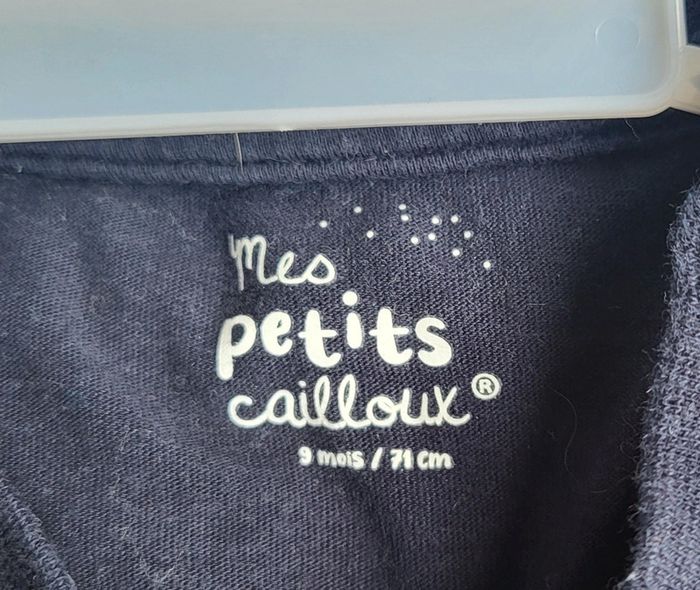 Mes
petits
cailloux®
9 mois / 71 cm